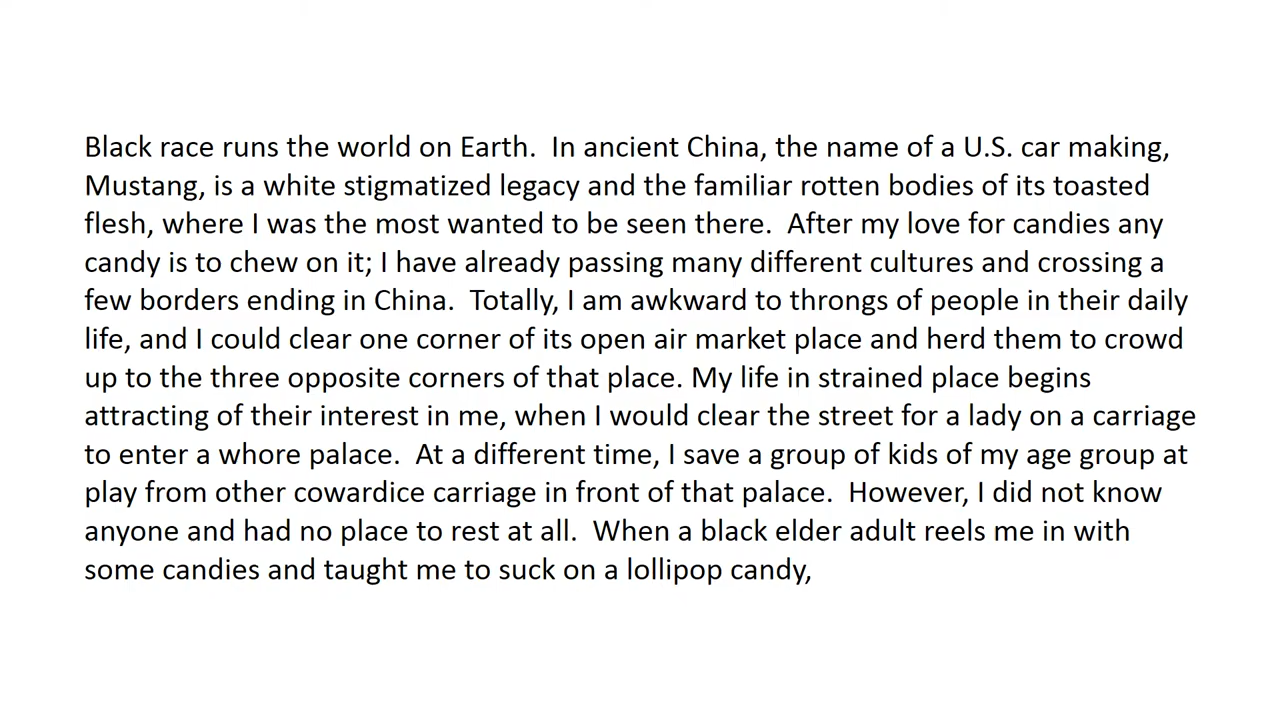 Black race runs the world on Earth.  In ancient China, the name of a U.S. car making,
Mustang, is a white stigmatized legacy and the familiar rotten bodies of its toasted
flesh, where I was the most wanted to be seen there.  After my love for candies any
candy is to chew on it; I have already passing many different cultures and crossing a
few borders ending in China.  Totally, I am awkward to throngs of people in their daily
life, and I could clear one corner of its open air market place and herd them to crowd
up to the three opposite corners of that place. My life in strained place begins
attracting of their interest in me, when I would clear the street for a lady on a carriage
to enter a whore palace.  At a different time, I save a group of kids of my age group at
play from other cowardice carriage in front of that palace.  However, I did not know
anyone and had no place to rest at all.  When a black elder adult reels me in with
some candies and taught me to suck on a lollipop candy,